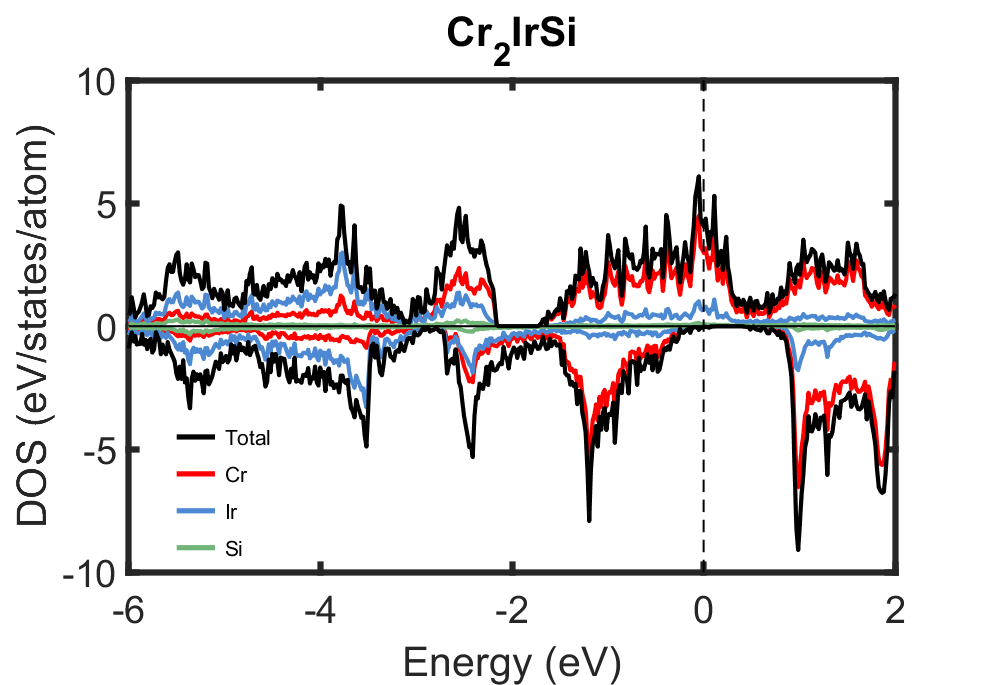 Cr2IrSi
10
5
0
-5
-10
DOS (eV/states/atom)
Total
Cr
Ir
Si
-6 -4 -2 0 2
Energy (eV)